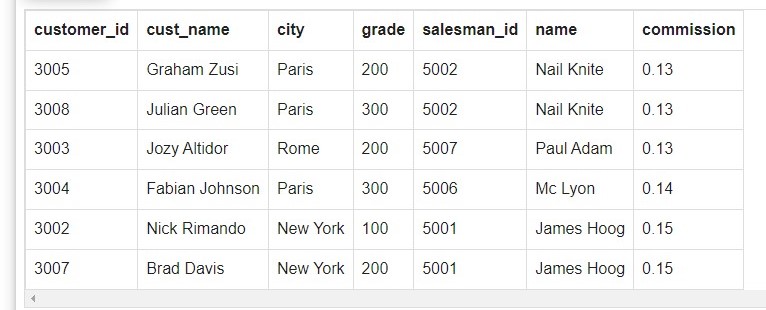 customer_id cust_name city grade salesman_id name commission
3005 Graham Zusi Paris 200 5002 Nail Knite 0.13
3008 Julian Green Paris 300 5002 Nail Knite 0.13
3003 Jozy Altidor Rome 200 5007 Paul Adam 0.13
3004 Fabian Johnson Paris 300 5006 Mc Lyon 0.14
3002 Nick Rimando New York 100 5001 James Hoog 0.15
3007 Brad Davis New York 200 5001 James Hoog 0.15